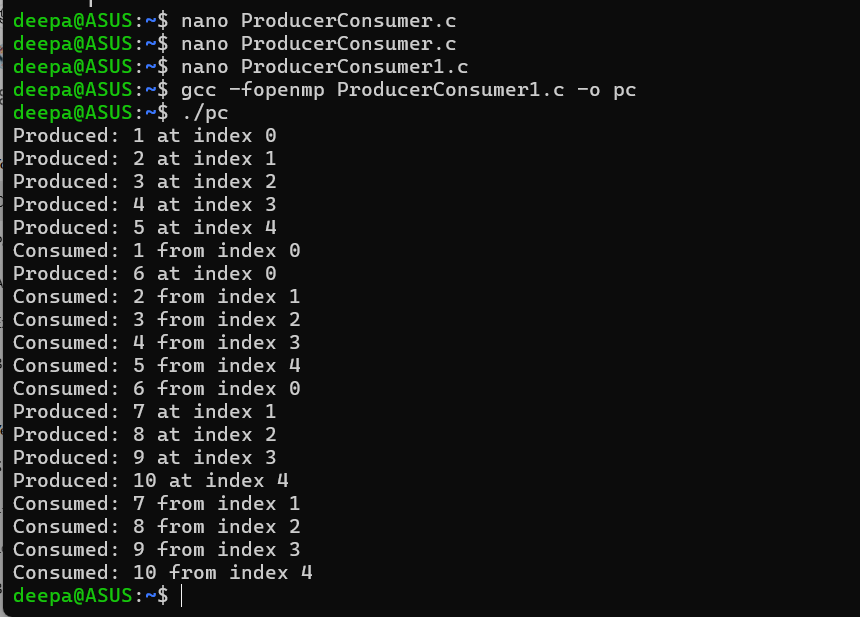 deepa@ASUS:~$ nano ProducerConsumer.c
deepa@ASUS:~$ nano ProducerConsumer.c
deepa@ASUS:~$ nano ProducerConsumer1.c
deepa@ASUS:~$ gcc -fopenmp ProducerConsumer1.c -o pc
deepa@ASUS:~$ ./pc
Produced: 1 at index 0
Produced: 2 at index 1
Produced: 3 at index 2
Produced: 4 at index 3
Produced: 5 at index 4
Consumed: 1 from index 0
Produced: 6 at index 0
Consumed: 2 from index 1
Consumed: 3 from index 2
Consumed: 4 from index 3
Consumed: 5 from index 4
Consumed: 6 from index 0
Produced: 7 at index 1
Produced: 8 at index 2
Produced: 9 at index 3
Produced: 10 at index 4
Consumed: 7 from index 1
Consumed: 8 from index 2
Consumed: 9 from index 3
Consumed: 10 from index 4
deepa@ASUS:~$